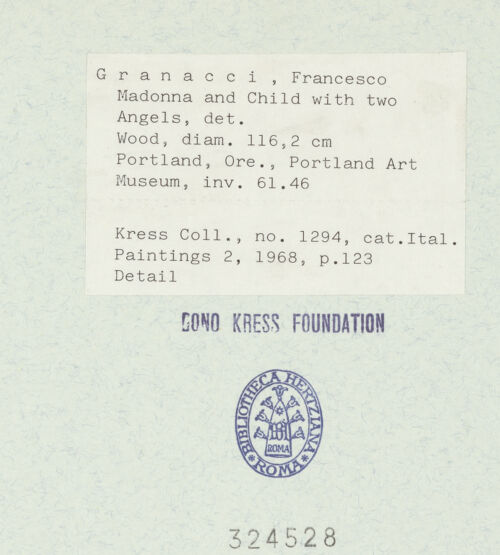 G r a n a c c i , Francesco
Madonna and Child with two
Angels, det.
Wood, diam. 116,2 cm
Portland, Ore., Portland Art
Museum, inv. 61.46
Kress Coll., no. 1294, cat.Ital.
Paintings 2, 1968, p.123
Detail
DONO KRESS FOUNDATION
BIBLIOTHECA HERTZIANA
ROMA
ROMA
324528